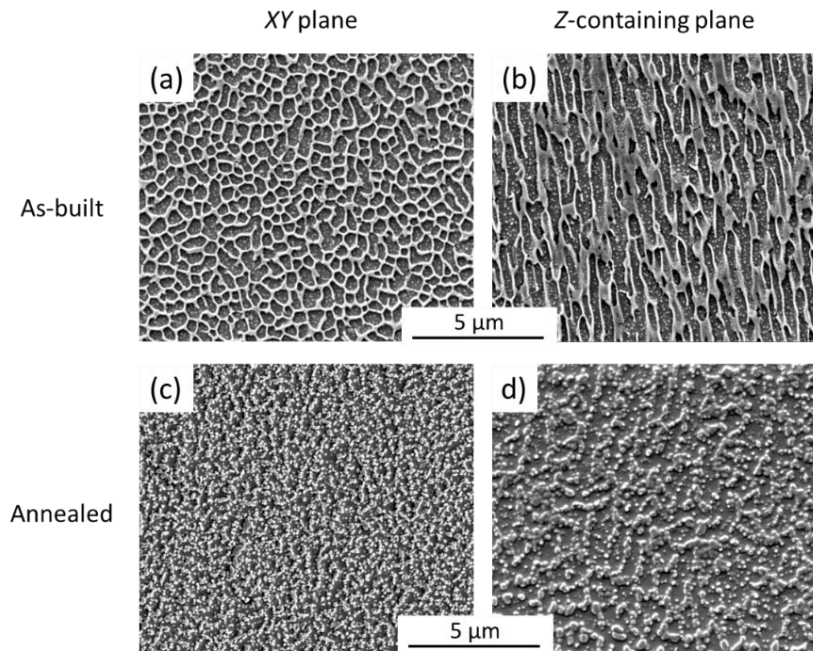 XY plane
Z-containing plane
(a)
(b)
As-built
5 μm
(c)
d)
Annealed
5 μm